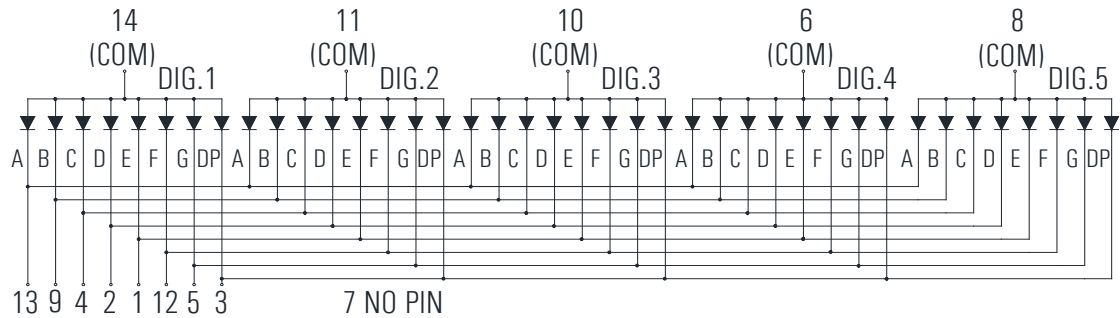 14 11 10 6 8
(COM) (COM) (COM) (COM) (COM)
DIG.1 DIG.2 DIG.3 DIG.4 DIG.5
A B C D E F G DP A B C D E F G DP A B C D E F G DP A B C D E F G DP A B C D E F G DP
13 9 4 2 1 12 5 3 7 NO PIN